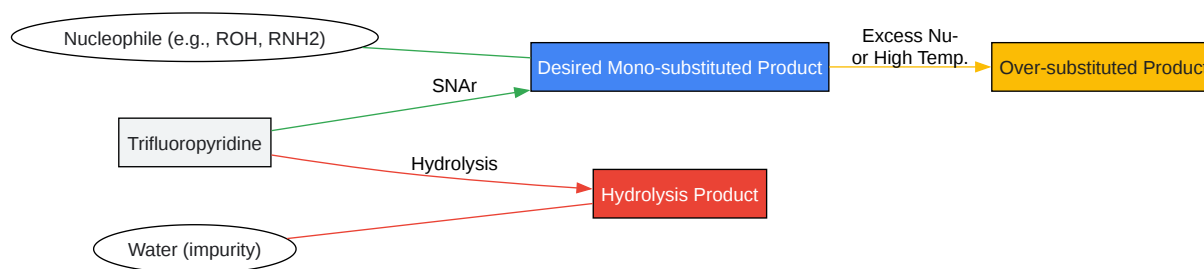 Nucleophile (e.g., ROH, RNH2)
Excess Nu-
or High Temp.
Desired Mono-substituted Product
Over-substituted Product
SNAr
Trifluoropyridine
Hydrolysis
Hydrolysis Product
Water (impurity)